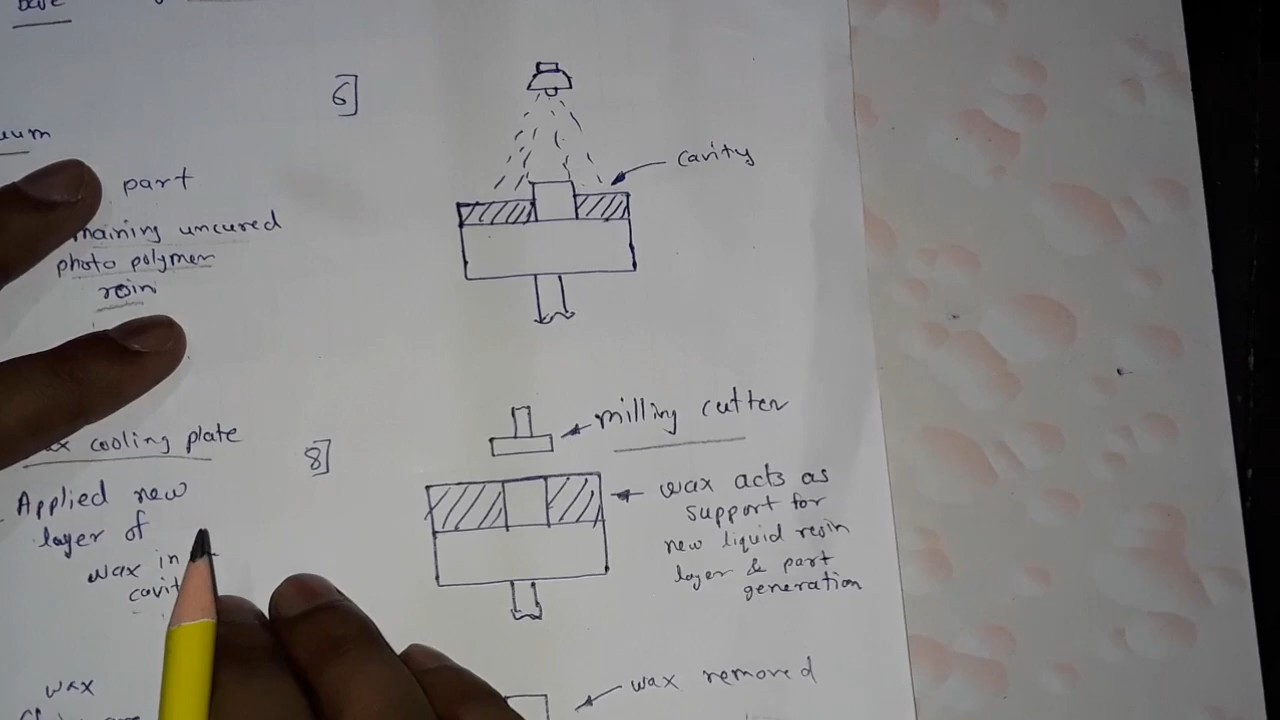 6]
cavity
part
maining uncured
photo polymer
milling cutter
cooling plate
8]
Applied new
layer of
wax in
wax acts as
support for
new liquid resin
layer & part
generation
wax
wax removed